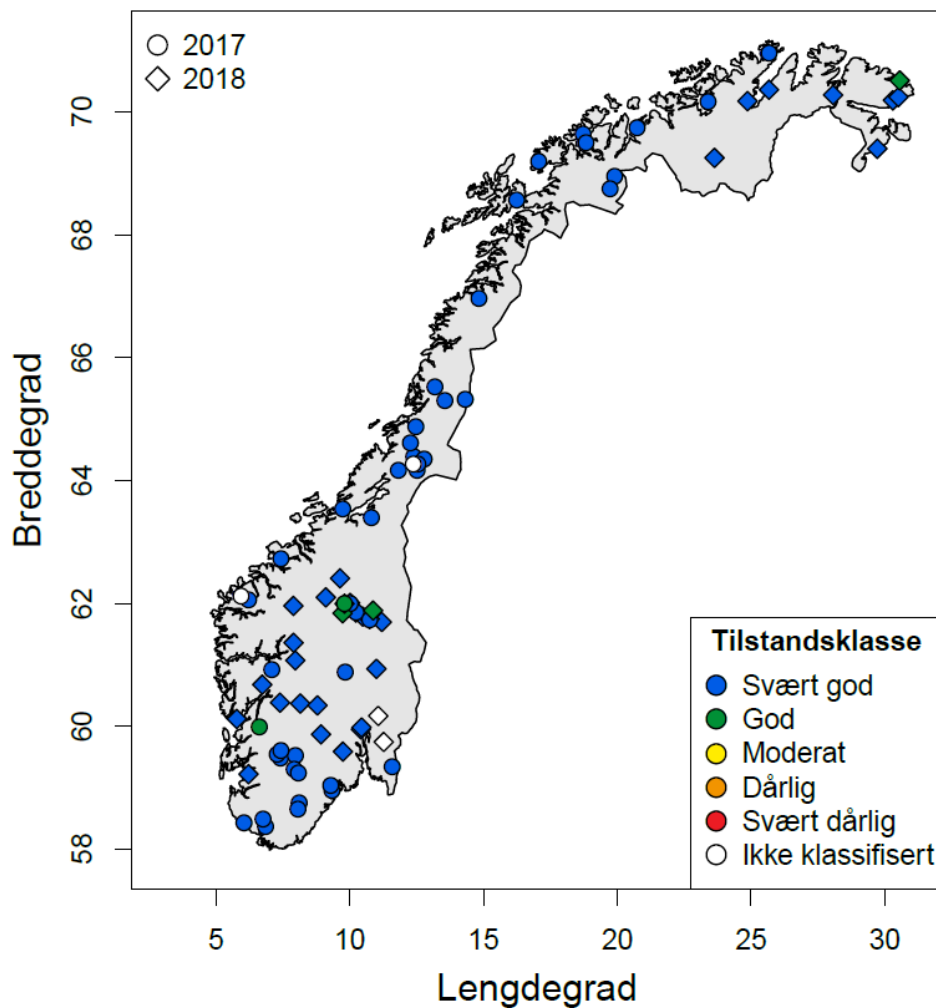 2017
2018
70
68
66
64
62
60
58
Breddegrad
Tilstandsklasse
Svært god
God
Moderat
Dårlig
Svært dårlig
Ikke klassifisert
5
10
15
20
25
30
Lengdegrad